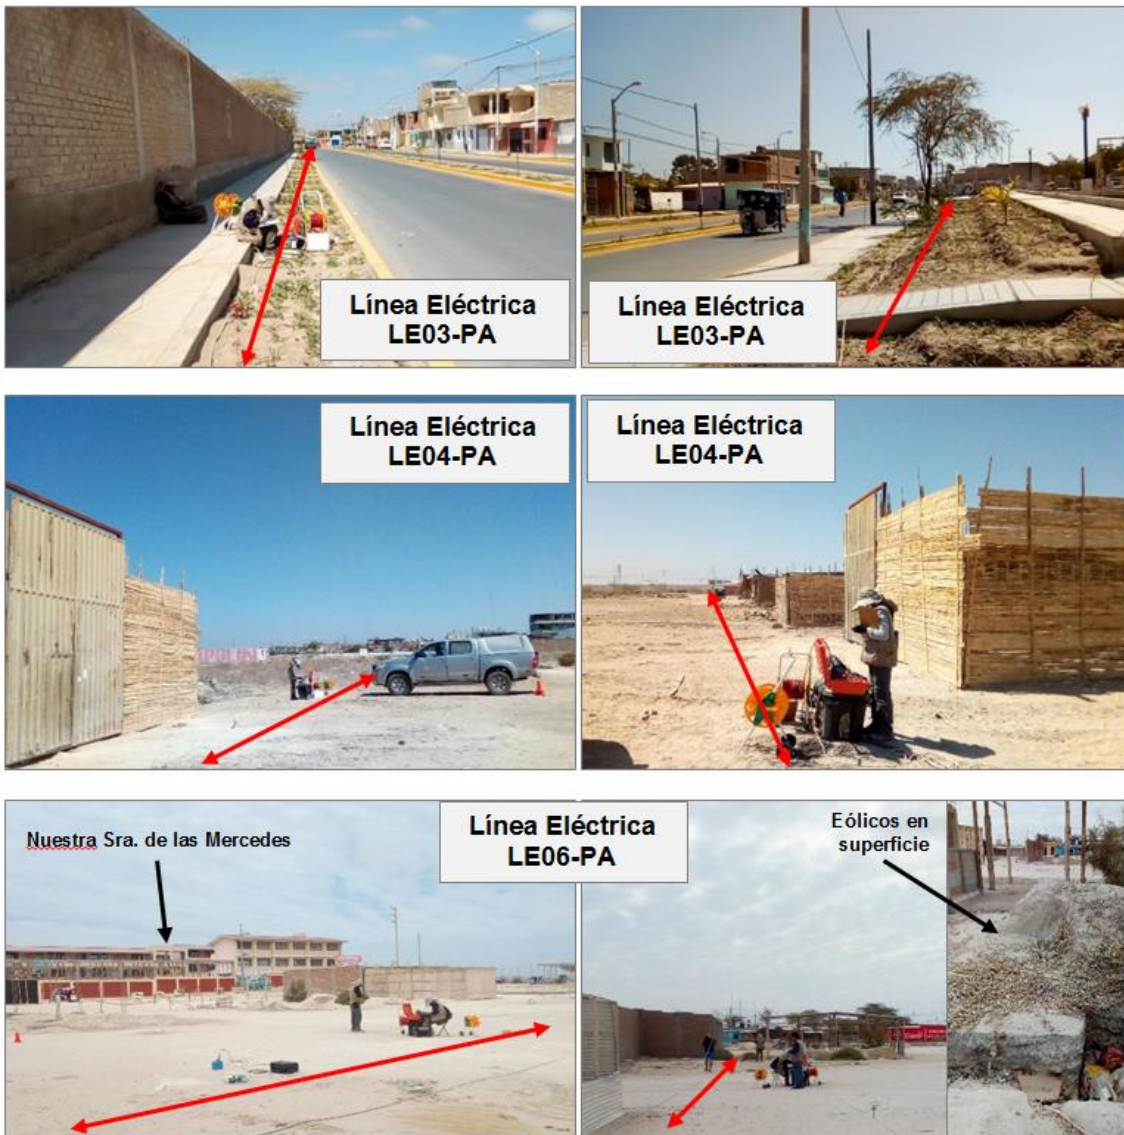 Línea Eléctrica
LE03-PA
Línea Eléctrica
LE03-PA
Línea Eléctrica
LE04-PA
Línea Eléctrica
LE04-PA
Línea Eléctrica
LE06-PA
Nuestra Sra. de las Mercedes
Eólicos en
superficie